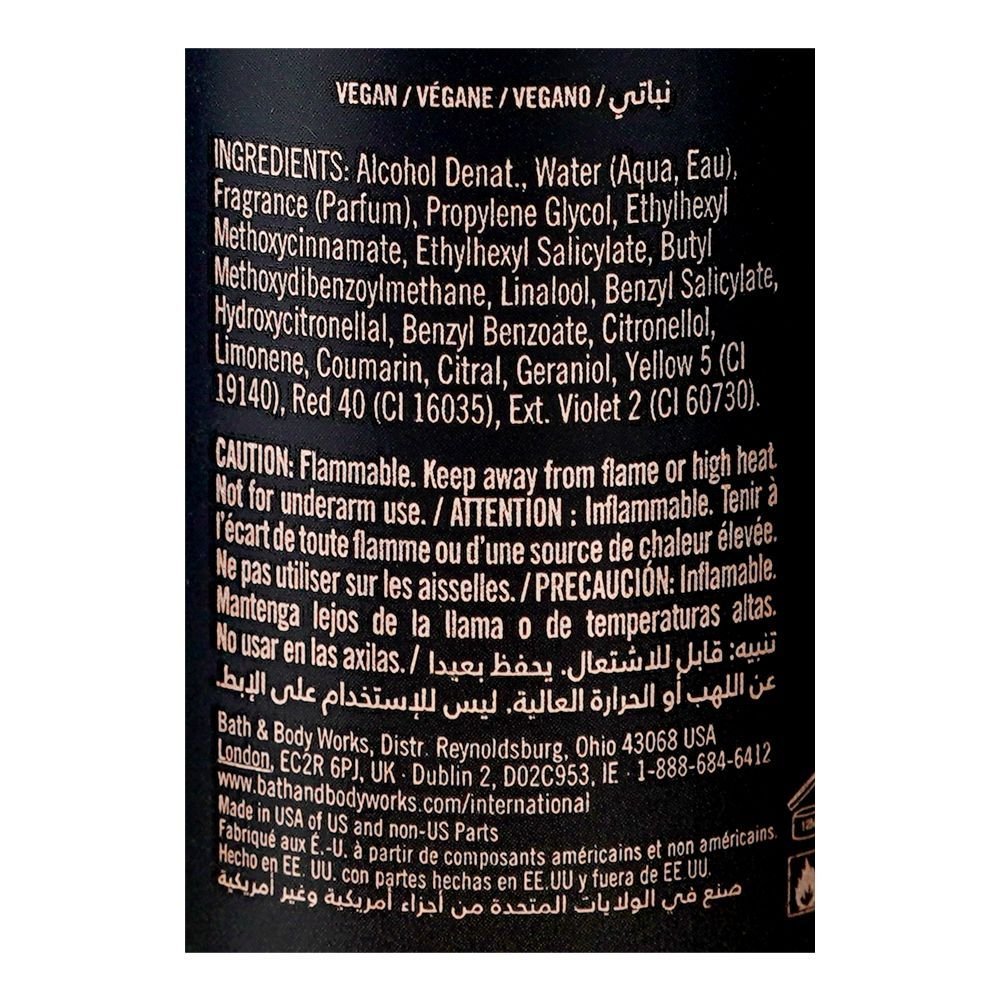 VEGAN / VÉGANE / VEGANO / نباتي
INGREDIENTS: Alcohol Denat., Water (Aqua, Eau),
Fragrance (Parfum), Propylene Glycol, Ethylhexyl
Methoxycinnamate, Ethylhexyl Salicylate, Butyl
Methoxydibenzoylmethane, Linalool, Benzyl Salicylate,
Hydroxycitronellal, Benzyl Benzoate, Citronellol,
Limonene, Coumarin, Citral, Geraniol, Yellow 5 (CI
19140), Red 40 (CI 16035), Ext. Violet 2 (CI 60730).
CAUTION: Flammable. Keep away from flame or high heat.
Not for underarm use. / ATTENTION : Inflammable. Tenir à
l'écart de toute flamme ou d'une source de chaleur élevée.
Ne pas utiliser sur les aisselles. / PRECAUCIÓN: Inflamable.
Mantenga lejos de la llama o de temperaturas altas.
No usar en las axilas. / تنبيه: قابل للاشتعال. يحفظ بعيدا
عن اللهب أو الحرارة العالية. ليس للإستخدام على الإبط.
Bath & Body Works, Distr. Reynoldsburg, Ohio 43068 USA
London, EC2R 6PJ, UK · Dublin 2, D02C953, IE · 1-888-684-6412
www.bathandbodyworks.com/international
Made in USA of US and non-US Parts
Fabriqué aux É.-U. à partir de composants américains et non américains.
Hecho en EE. UU. con partes hechas en EE.UU y fuera de EE.UU.
صنع في الولايات المتحدة من أجزاء أمريكية وغير أمريكية